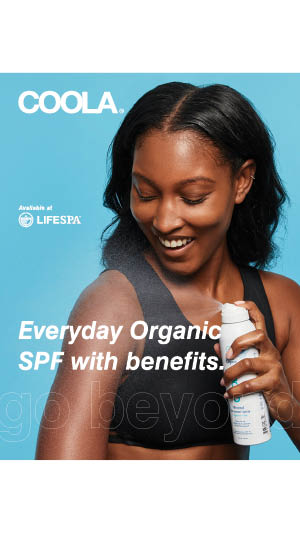 COOLA®
Available at
LIFESPA
Everyday Organic
SPF with benefits.
go beyond